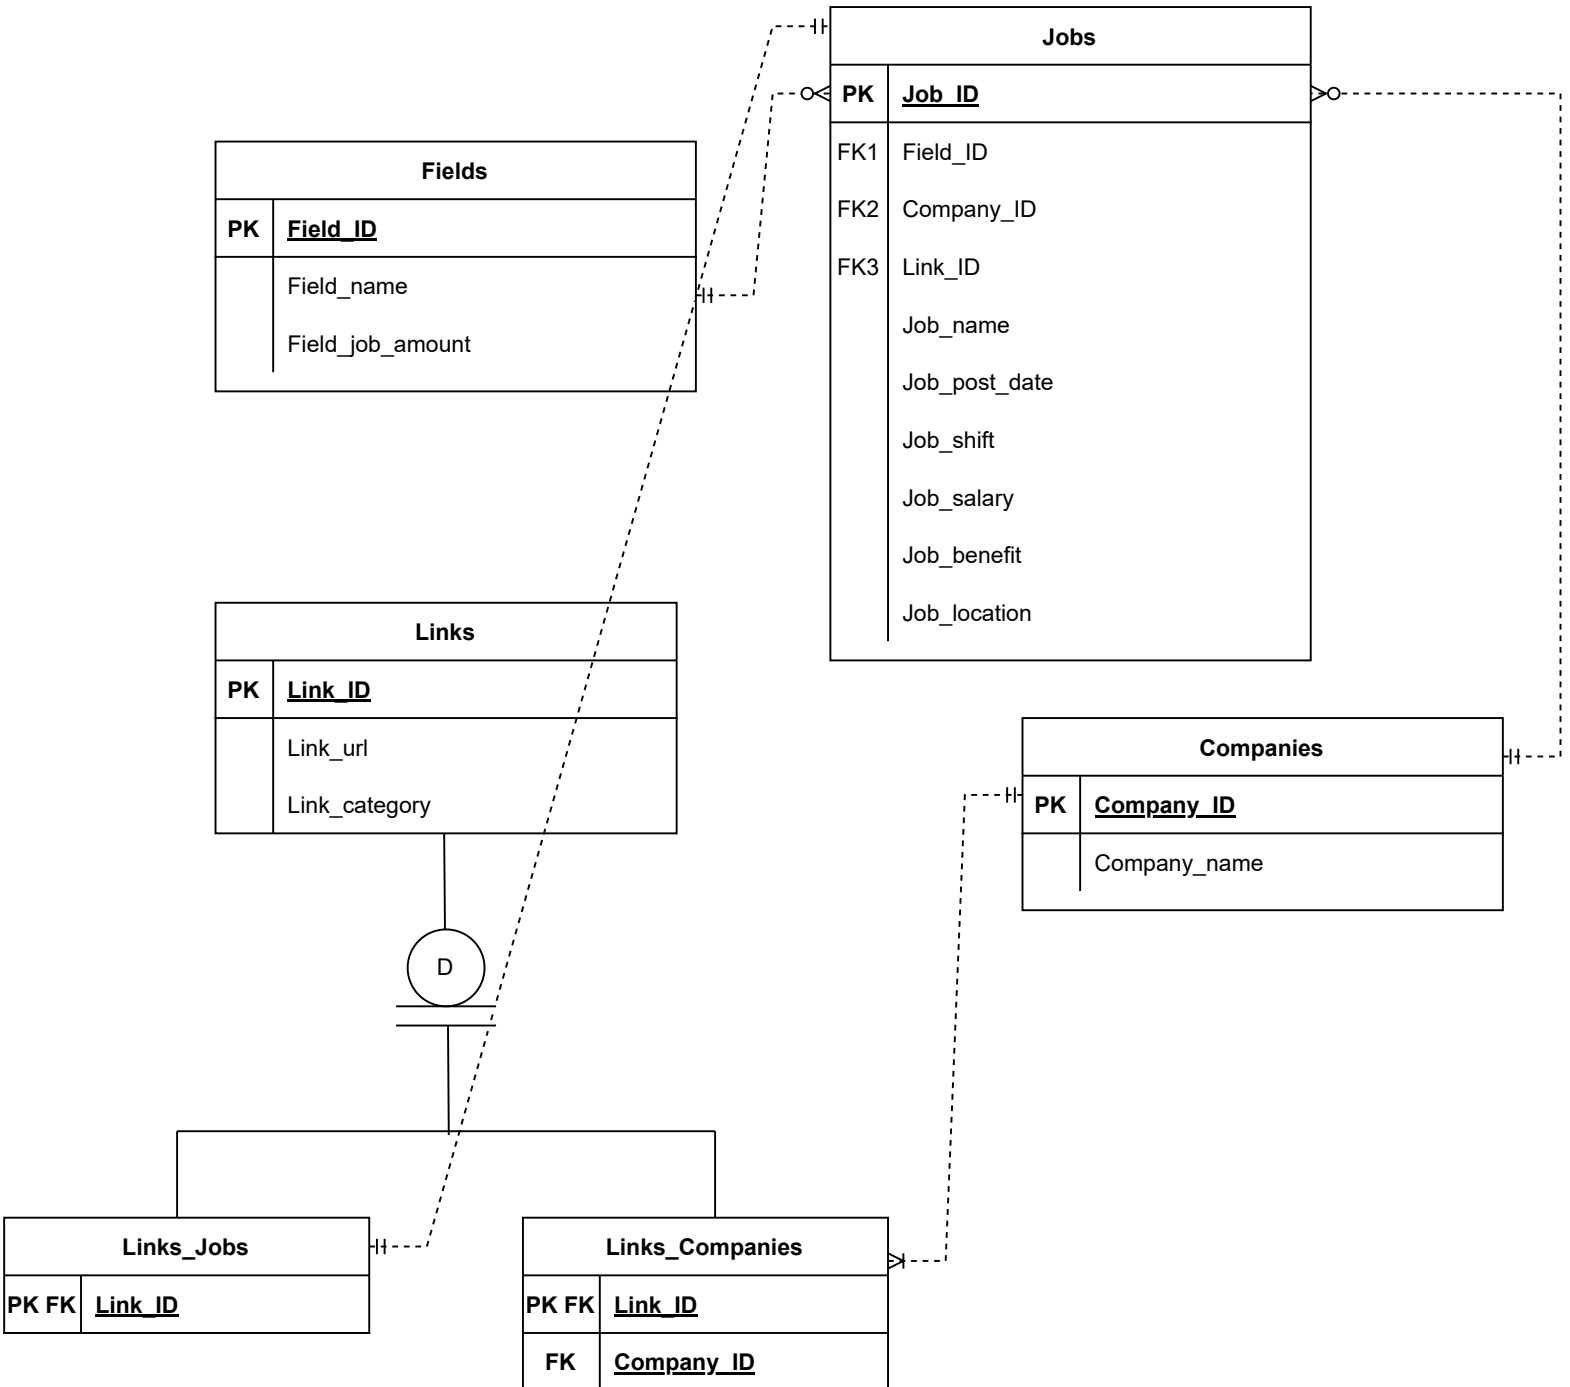 Jobs
PK Job_ID
FK1 Field_ID
FK2 Company_ID
FK3 Link_ID
Job_name
Job_post_date
Job_shift
Job_salary
Job_benefit
Job_location
Fields
PK Field_ID
Field_name
Field_job_amount
Links
PK Link_ID
Link_url
Link_category
D
Companies
PK Company_ID
Company_name
Links_Jobs
PK FK Link_ID
Links_Companies
PK FK Link_ID
FK Company_ID